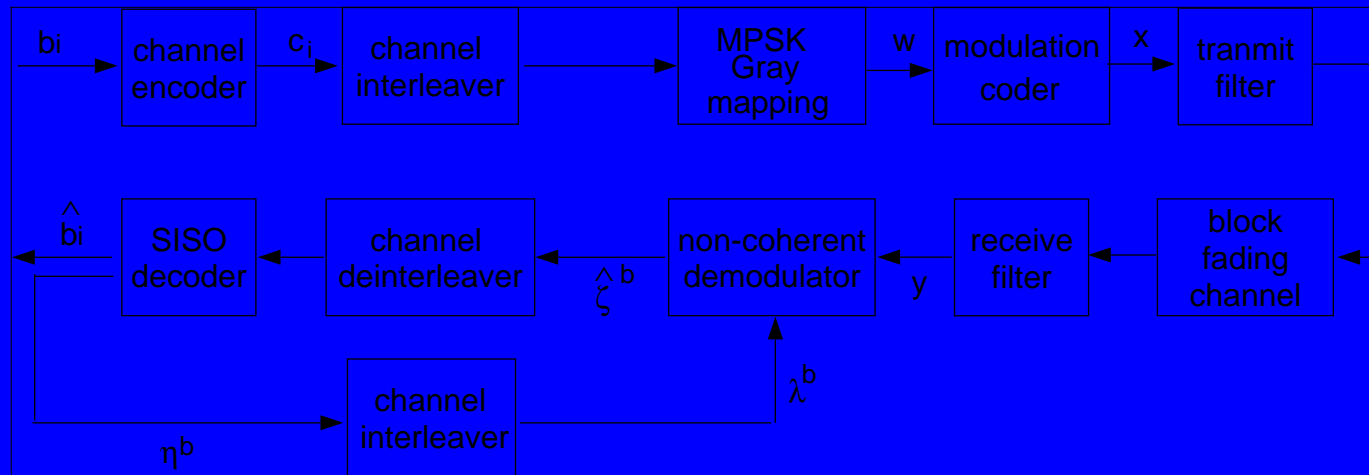 bi
channel
encoder
ci
channel
interleaver
MPSK
Gray
mapping
w
modulation
coder
x
tranmit
filter
b̂i
SISO
decoder
channel
deinterleaver
ζ̂b
non-coherent
demodulator
y
receive
filter
block
fading
channel
ηb
channel
interleaver
λb